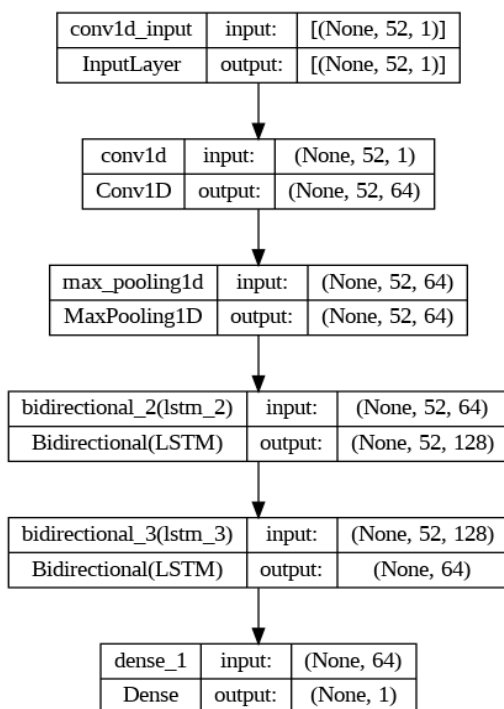 conv1d_input input: [(None, 52, 1)]
InputLayer output: [(None, 52, 1)]
conv1d input: (None, 52, 1)
Conv1D output: (None, 52, 64)
max_pooling1d input: (None, 52, 64)
MaxPooling1D output: (None, 52, 64)
bidirectional_2(lstm_2) input: (None, 52, 64)
Bidirectional(LSTM) output: (None, 52, 128)
bidirectional_3(lstm_3) input: (None, 52, 128)
Bidirectional(LSTM) output: (None, 64)
dense_1 input: (None, 64)
Dense output: (None, 1)